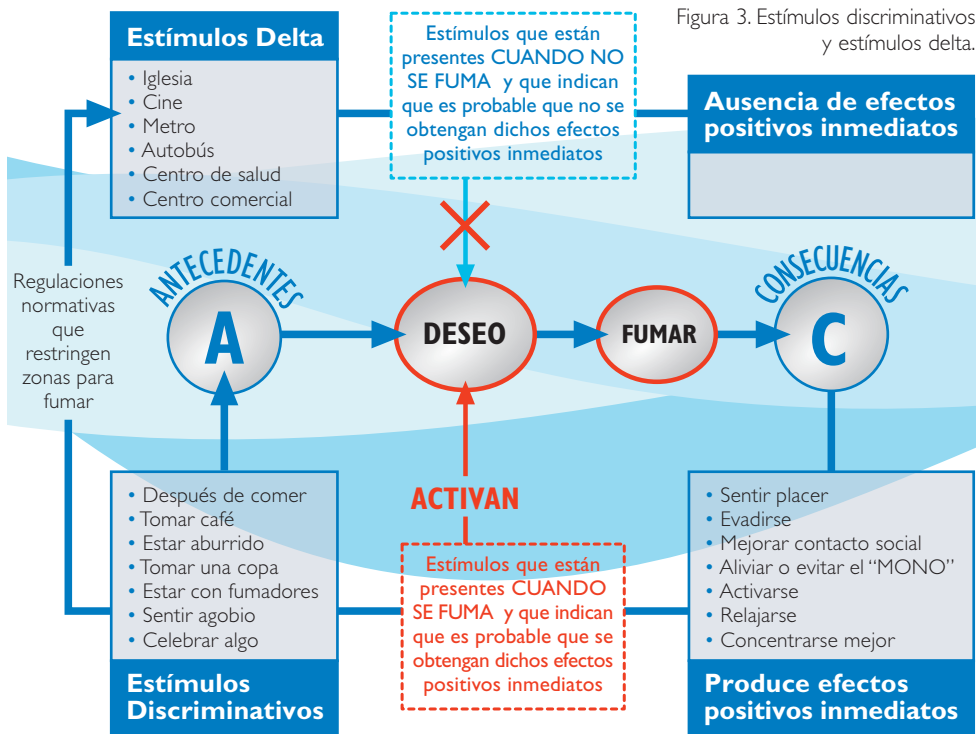 Figura 3. Estímulos discriminativos
y estímulos delta.
Estímulos Delta
• Iglesia
• Cine
• Metro
• Autobús
• Centro de salud
• Centro comercial
Estímulos que están
presentes CUANDO NO
SE FUMA y que indican
que es probable que no se
obtengan dichos efectos
positivos inmediatos
Ausencia de efectos
positivos inmediatos
Regulaciones
normativas
que
restringen
zonas para
fumar
ANTECEDENTES
A
DESEO
FUMAR
CONSECUENCIAS
C
ACTIVAN
• Después de comer
• Tomar café
• Estar aburrido
• Tomar una copa
• Estar con fumadores
• Sentir agobio
• Celebrar algo
Estímulos
Discriminativos
Estímulos que están
presentes CUANDO
SE FUMA y que indican
que es probable que se
obtengan dichos efectos
positivos inmediatos
• Sentir placer
• Evadirse
• Mejorar contacto social
• Aliviar o evitar el “MONO”
• Activarse
• Relajarse
• Concentrarse mejor
Produce efectos
positivos inmediatos